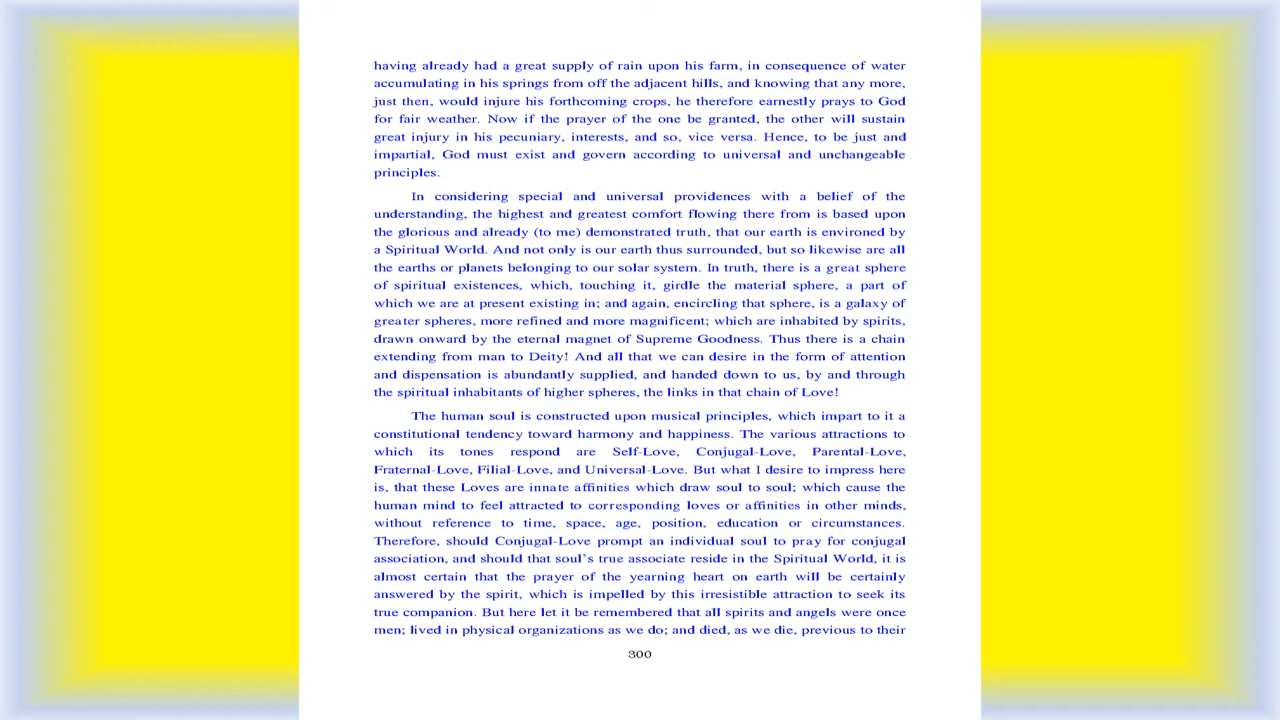 having already had a great supply of rain upon his farm, in consequence of water
accumulating in his springs from off the adjacent hills, and knowing that any more,
just then, would injure his forthcoming crops, he therefore earnestly prays to God
for fair weather. Now if the prayer of the one be granted, the other will sustain
great injury in his pecuniary, interests, and so, vice versa. Hence, to be just and
impartial, God must exist and govern according to universal and unchangeable
principles.
In considering special and universal providences with a belief of the
understanding, the highest and greatest comfort flowing there from is based upon
the glorious and already (to me) demonstrated truth, that our earth is environed by
a Spiritual World. And not only is our earth thus surrounded, but so likewise are all
the earths or planets belonging to our solar system. In truth, there is a great sphere
of spiritual existences, which, touching it, girdle the material sphere, a part of
which we are at present existing in; and again, encircling that sphere, is a galaxy of
greater spheres, more refined and more magnificent; which are inhabited by spirits,
drawn onward by the eternal magnet of Supreme Goodness. Thus there is a chain
extending from man to Deity! And all that we can desire in the form of attention
and dispensation is abundantly supplied, and handed down to us, by and through
the spiritual inhabitants of higher spheres, the links in that chain of Love!
The human soul is constructed upon musical principles, which impart to it a
constitutional tendency toward harmony and happiness. The various attractions to
which its tones respond are Self-Love, Conjugal-Love, Parental-Love,
Fraternal-Love, Filial-Love, and Universal-Love. But what I desire to impress here
is, that these Loves are innate affinities which draw soul to soul; which cause the
human mind to feel attracted to corresponding loves or affinities in other minds,
without reference to time, space, age, position, education or circumstances.
Therefore, should Conjugal-Love prompt an individual soul to pray for conjugal
association, and should that soul's true associate reside in the Spiritual World, it is
almost certain that the prayer of the yearning heart on earth will be certainly
answered by the spirit, which is impelled by this irresistible attraction to seek its
true companion. But here let it be remembered that all spirits and angels were once
men; lived in physical organizations as we do; and died, as we die, previous to their
300